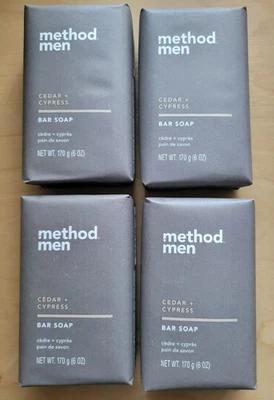 method.
men
CEDAR +
CYPRESS
BAR SOAP
cèdre + cyprès
pain de savon
NET WT. 170 g (6 OZ)
method.
men
CEDAR +
CYPRESS
BAR SOAP
cèdre + cyprès
pain de savon
NET WT. 170 g (6 OZ)
method.
men
CEDAR +
CYPRESS
BAR SOAP
cèdre + cyprès
pain de savon
NET WT. 170 g (6 OZ)
method.
men
CEDAR +
CYPRESS
BAR SOAP
cèdre + cyprès
pain de savon
NET WT. 170 g (6 OZ)